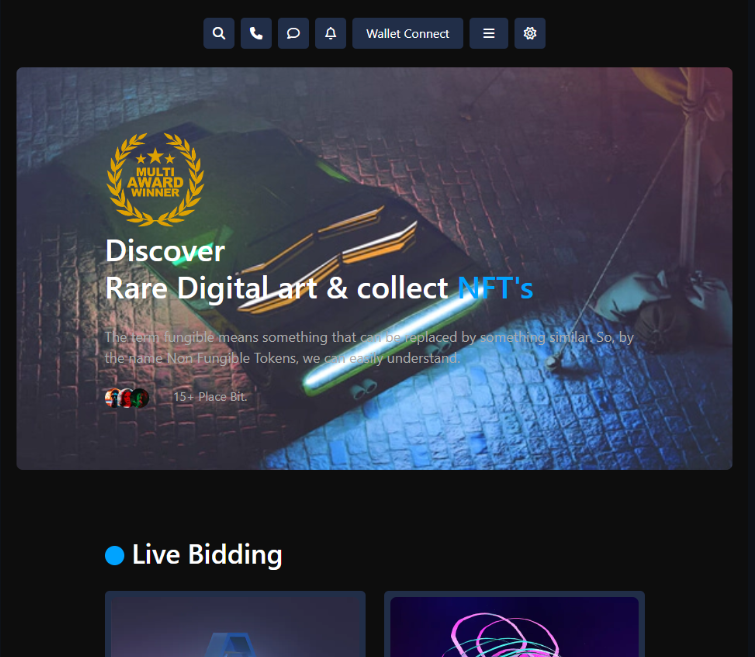 Wallet Connect
MULTI
AWARD
WINNER
Discover
Rare Digital art & collect NFT's
The term fungible means something that can be replaced by something similar. So, by
the name Non Fungible Tokens, we can easily understand.
15+ Place Bit.
Live Bidding